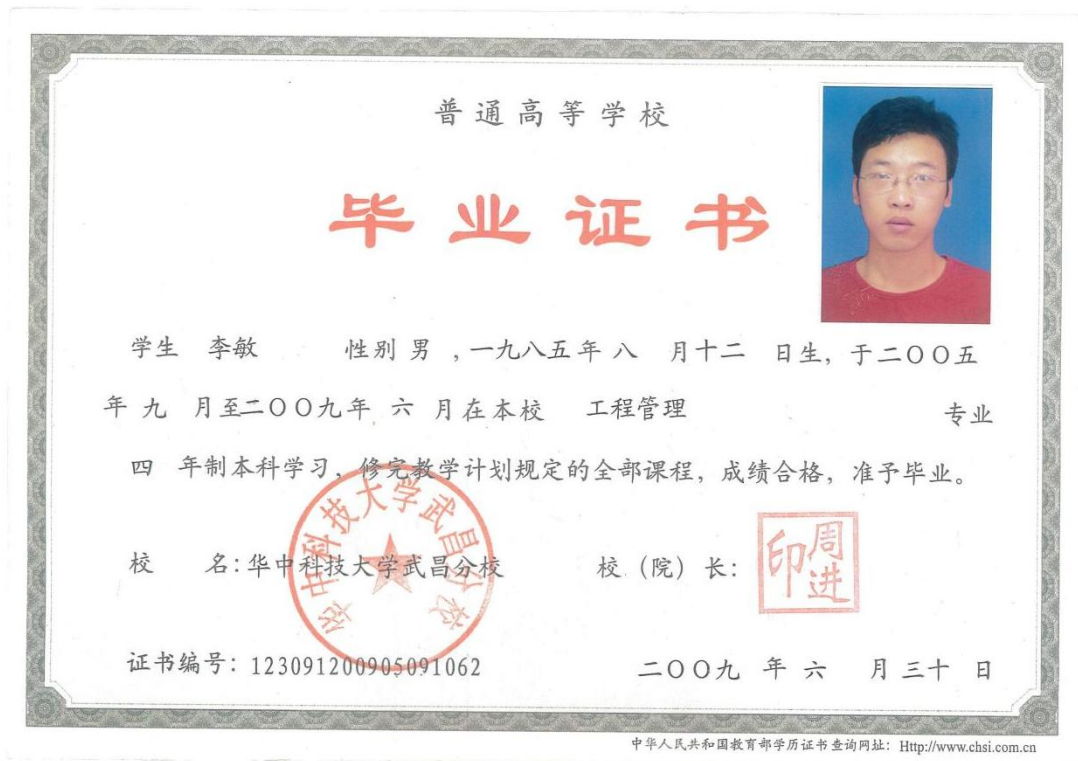 普通高等学校
毕业证书
学生 李敏 性别 男 ,一九八五年 八 月十二 日生，于二〇〇五
年 九 月至二〇〇九年 六 月在本校 工程管理 专业
四 年制本科学习，修完教学计划规定的全部课程，成绩合格，准予毕业。
华中科技大学武昌分校
校 名：华中科技大学武昌分校 校（院）长：
周进印
证书编号：123091200905091062 二〇〇九 年 六 月三十 日
中华人民共和国教育部学历证书查询网址：Http://www.chsi.com.cn